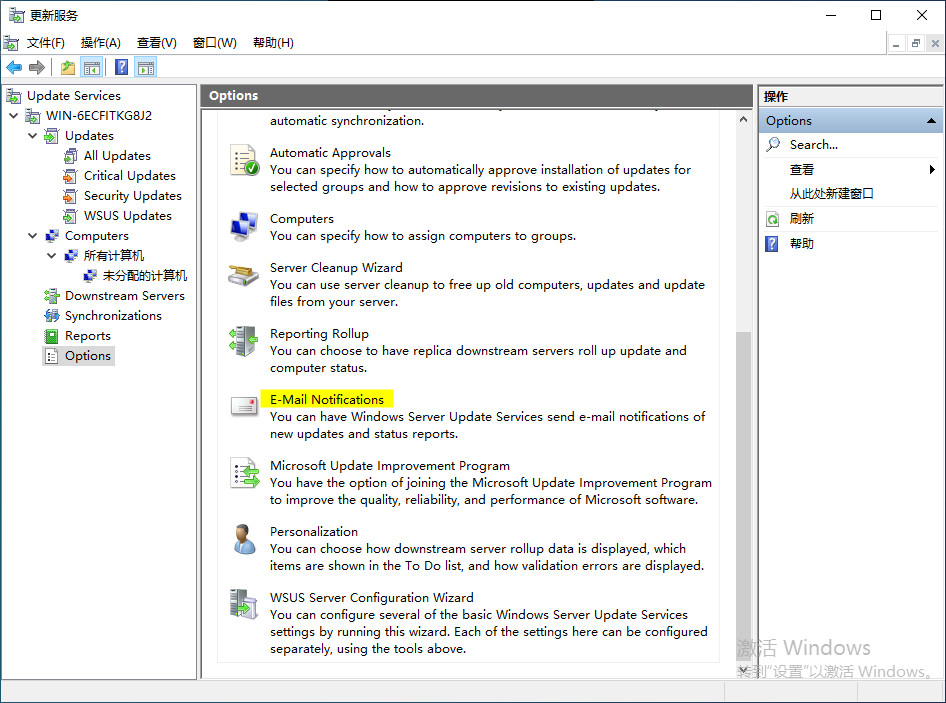 更新服务
文件(F) 操作(A) 查看(V) 窗口(W) 帮助(H)
Update Services
WIN-6ECFITKG8J2
Updates
All Updates
Critical Updates
Security Updates
WSUS Updates
Computers
所有计算机
未分配的计算机
Downstream Servers
Synchronizations
Reports
Options
Options
automatic synchronization.
Automatic Approvals
You can specify how to automatically approve installation of updates for
selected groups and how to approve revisions to existing updates.
Computers
You can specify how to assign computers to groups.
Server Cleanup Wizard
You can use server cleanup to free up old computers, updates and update
files from your server.
Reporting Rollup
You can choose to have replica downstream servers roll up update and
computer status.
E-Mail Notifications
You can have Windows Server Update Services send e-mail notifications of
new updates and status reports.
Microsoft Update Improvement Program
You have the option of joining the Microsoft Update Improvement Program
to improve the quality, reliability, and performance of Microsoft software.
Personalization
You can choose how downstream server rollup data is displayed, which
items are shown in the To Do list, and how validation errors are displayed.
WSUS Server Configuration Wizard
You can configure several of the basic Windows Server Update Services
settings by running this wizard. Each of the settings here can be configured
separately, using the tools above.
操作
Options
Search...
查看
从此处新建窗口
刷新
帮助
激活 Windows
转到"设置"以激活 Windows。